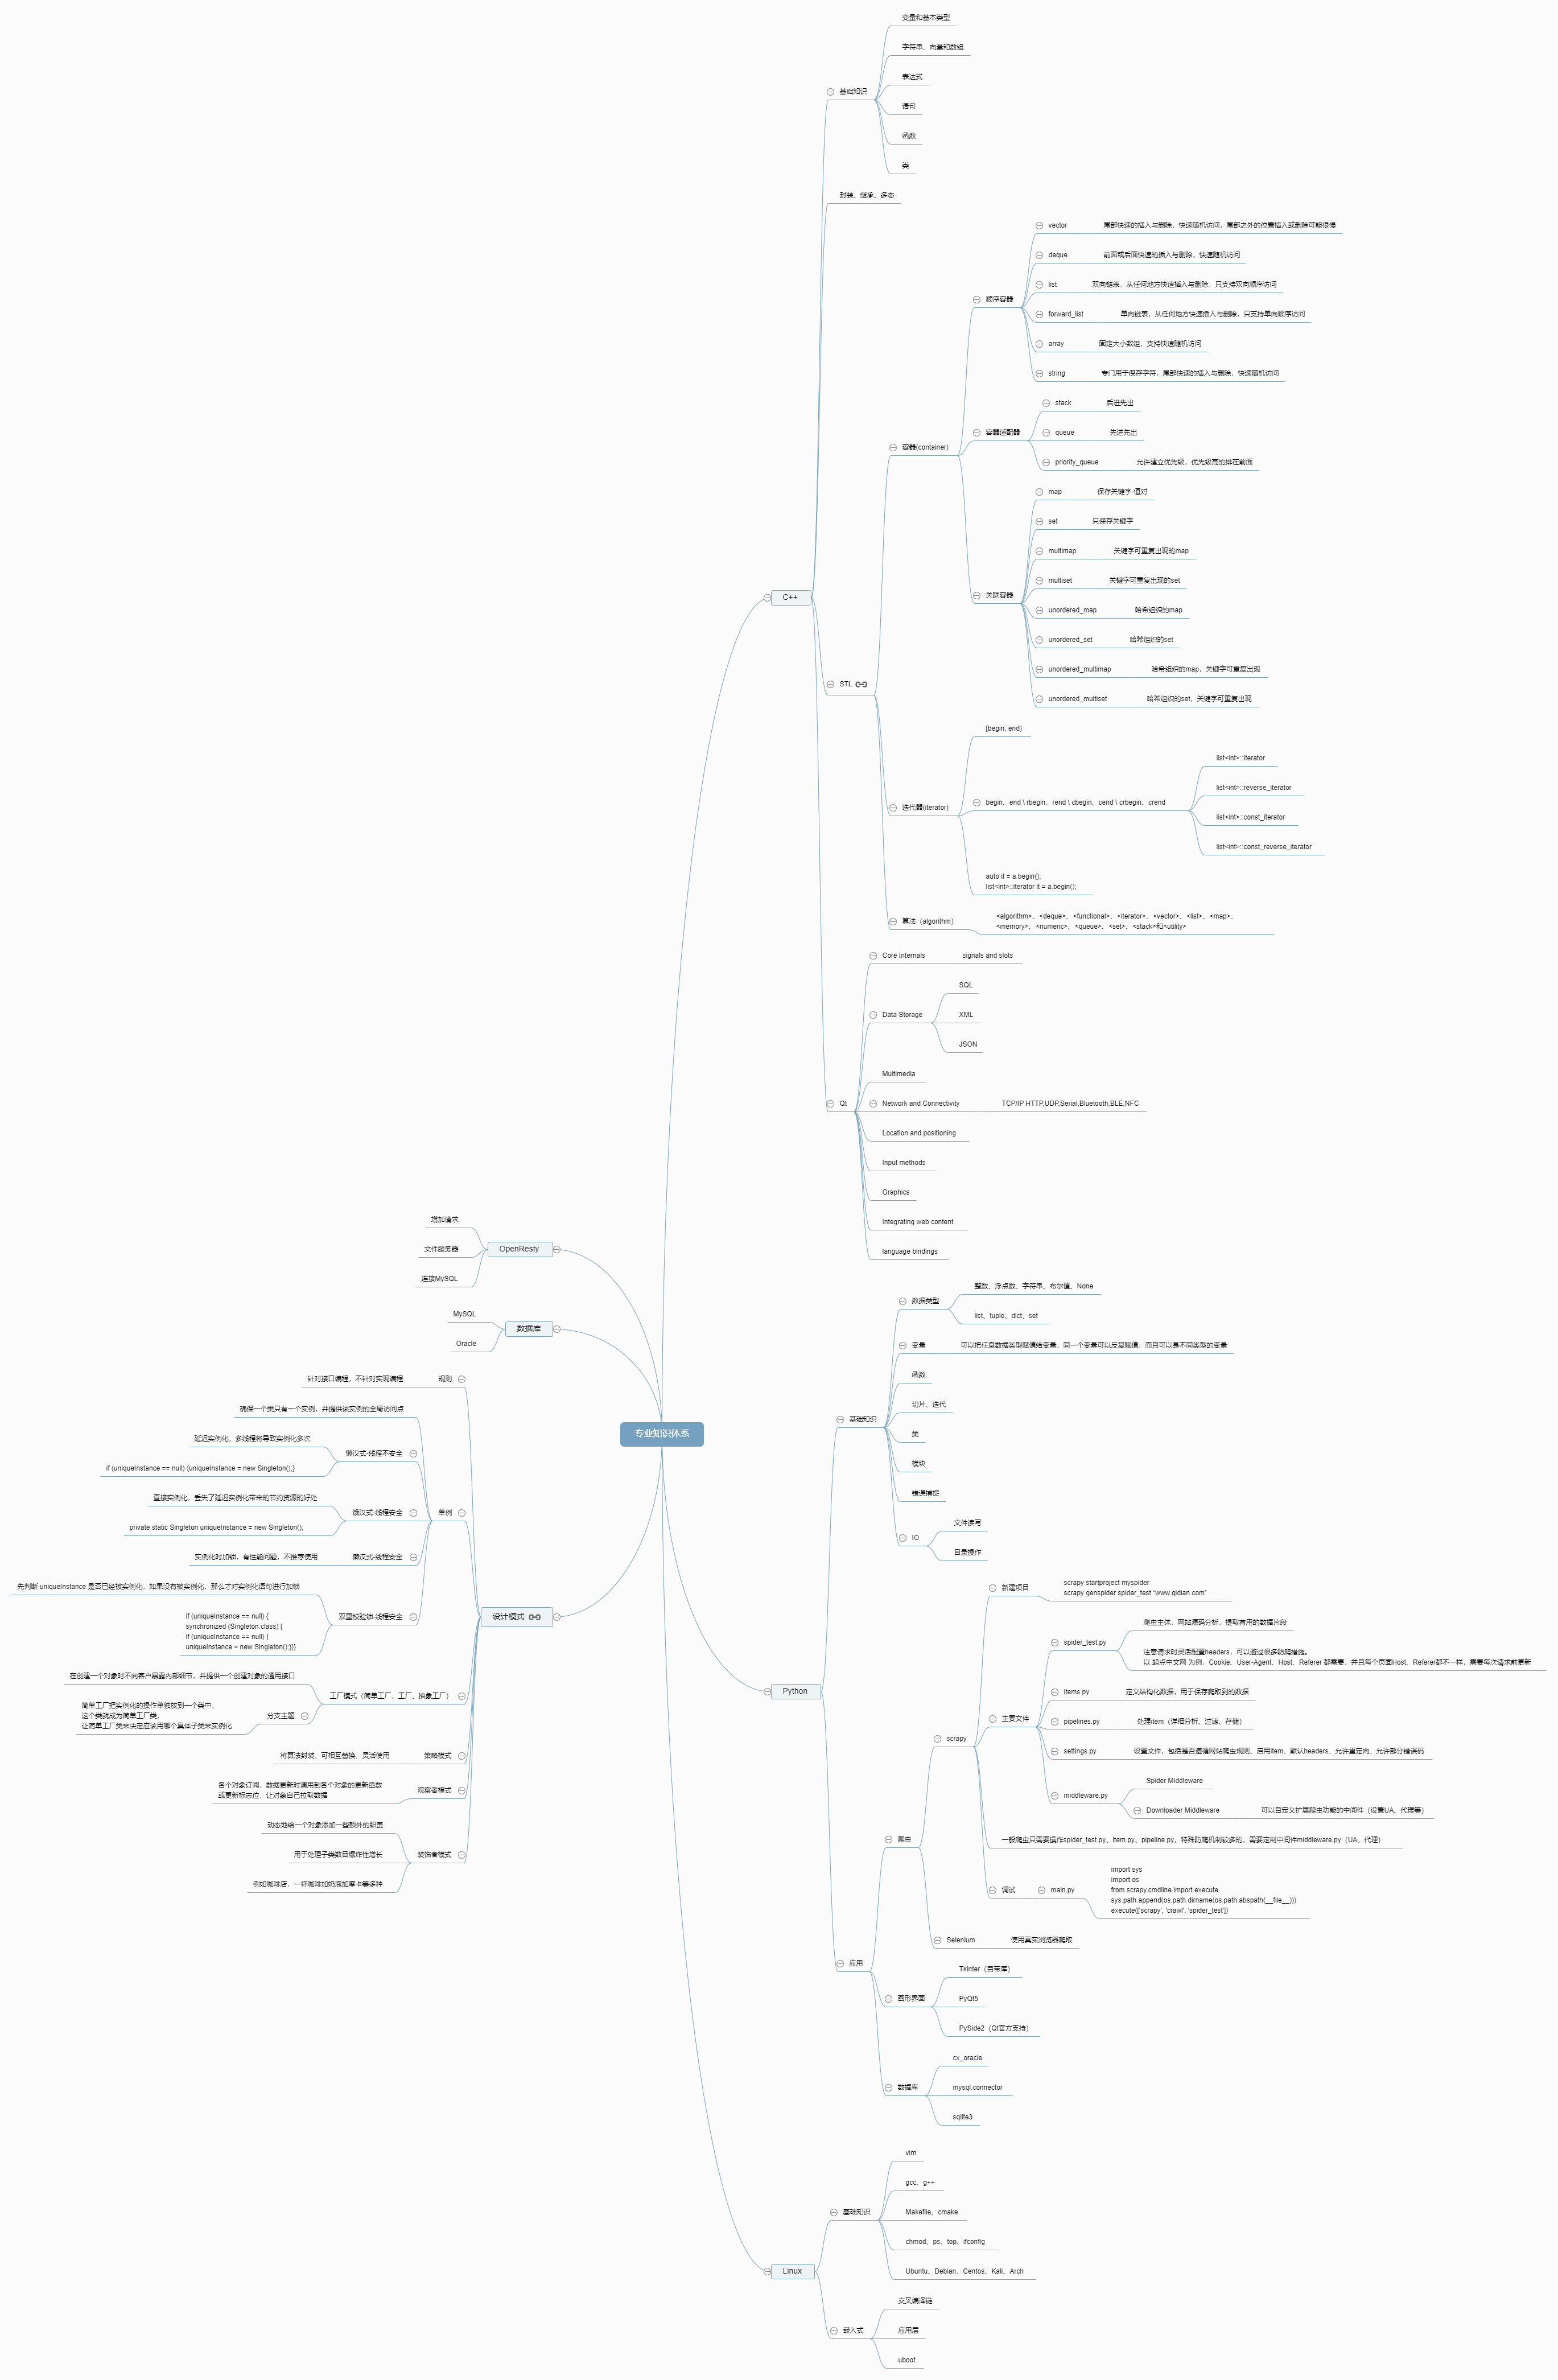 专业知识体系
C++
基础知识
变量和基本类型
字符串、向量和数组
表达式
语句
函数
类
封装、继承、多态
STL
容器(container)
顺序容器
vector
尾部快速的插入与删除，快速随机访问，尾部之外的位置插入或删除可能很慢
deque
前面或后面快速的插入与删除，快速随机访问
list
双向链表，从任何地方快速插入与删除，只支持双向顺序访问
forward_list
单向链表，从任何地方快速插入与删除，只支持单向顺序访问
array
固定大小数组，支持快速随机访问
string
专门用于保存字符，尾部快速的插入与删除，快速随机访问
容器适配器
stack
后进先出
queue
先进先出
priority_queue
允许建立优先级，优先级高的排在前面
关联容器
map
保存关键字-值对
set
只保存关键字
multimap
关键字可重复出现的map
multiset
关键字可重复出现的set
unordered_map
哈希组织的map
unordered_set
哈希组织的set
unordered_multimap
哈希组织的map，关键字可重复出现
unordered_multiset
哈希组织的set，关键字可重复出现
迭代器(iterator)
[begin, end)
begin、end \ rbegin、rend \ cbegin、cend \ crbegin、crend
list<int>::iterator
list<int>::reverse_iterator
list<int>::const_iterator
list<int>::const_reverse_iterator
auto it = a.begin();
list<int>::iterator it = a.begin();
算法（algorithm）
<algorithm>、<deque>、<functional>、<iterator>、<vector>、<list>、<map>、
<memory>、<numeric>、<queue>、<set>、<stack>和<utility>
Qt
Core Internals
signals and slots
Data Storage
SQL
XML
JSON
Multimedia
Network and Connectivity
TCP/IP HTTP,UDP,Serial,Bluetooth,BLE,NFC
Location and positioning
Input methods
Graphics
Integrating web content
language bindings
OpenResty
增加请求
文件服务器
连接MySQL
数据库
MySQL
Oracle
设计模式
规则
针对接口编程，不针对实现编程
单例
确保一个类只有一个实例，并提供该实例的全局访问点
懒汉式-线程不安全
延迟实例化，多线程将导致实例化多次
if (uniqueInstance == null) {uniqueInstance = new Singleton();}
饿汉式-线程安全
直接实例化，丢失了延迟实例化带来的节约资源的好处
private static Singleton uniqueInstance = new Singleton();
懒汉式-线程安全
实例化时加锁，有性能问题，不推荐使用
双重校验锁-线程安全
先判断 uniqueInstance 是否已经被实例化，如果没有被实例化，那么才对实例化语句进行加锁
if (uniqueInstance == null) {
synchronized (Singleton.class) {
if (uniqueInstance == null) {
uniqueInstance = new Singleton();}}}
工厂模式（简单工厂、工厂、抽象工厂）
在创建一个对象时不向客户暴露内部细节，并提供一个创建对象的通用接口
分支主题
简单工厂把实例化的操作单独放到一个类中，
这个类就成为简单工厂类，
让简单工厂类来决定应该用哪个具体子类来实例化
策略模式
将算法封装，可相互替换，灵活使用
观察者模式
各个对象订阅，数据更新时调用到各个对象的更新函数
或更新标志位，让对象自己拉取数据
装饰者模式
动态地给一个对象添加一些额外的职责
用于处理子类数目爆炸性增长
例如咖啡店，一杯咖啡加奶泡加摩卡等多种
Python
基础知识
数据类型
整数、浮点数、字符串、布尔值、None
list、tuple、dict、set
变量
可以把任意数据类型赋值给变量，同一个变量可以反复赋值，而且可以是不同类型的变量
函数
切片、迭代
类
模块
错误捕捉
IO
文件读写
目录操作
应用
爬虫
scrapy
新建项目
scrapy startproject myspider
scrapy genspider spider_test "www.qidian.com"
主要文件
spider_test.py
爬虫主体，网站源码分析，提取有用的数据片段
注意请求时灵活配置headers，可以通过很多防爬措施。
以 起点中文网 为例，Cookie、User-Agent、Host、Referer 都需要，并且每个页面Host、Referer都不一样，需要每次请求前更新
items.py
定义结构化数据，用于保存爬取到的数据
pipelines.py
处理item（详细分析、过滤、存储）
settings.py
设置文件，包括是否遵循网站爬虫规则、启用item、默认headers、允许重定向、允许部分错误码
middleware.py
Spider Middleware
Downloader Middleware
可以自定义扩展爬虫功能的中间件（设置UA、代理等）
一般爬虫只需要操作spider_test.py、item.py、pipeline.py，特殊防爬机制较多的，需要定制中间件middleware.py（UA、代理）
调试
main.py
import sys
import os
from scrapy.cmdline import execute
sys.path.append(os.path.dirname(os.path.abspath(__file__)))
execute(['scrapy', 'crawl', 'spider_test'])
Selenium
使用真实浏览器爬取
图形界面
Tkinter（自带库）
PyQt5
PySide2（Qt官方支持）
数据库
cx_oracle
mysql.connector
sqlite3
Linux
基础知识
vim
gcc、g++
Makefile、cmake
chmod、ps、top、ifconfig
Ubuntu、Debian、Centos、Kali、Arch
嵌入式
交叉编译链
应用层
uboot